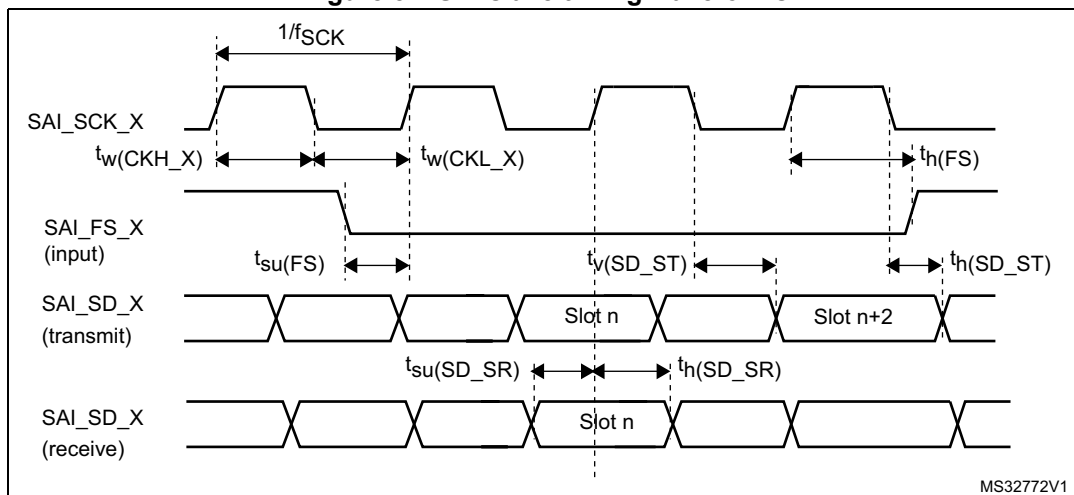 1/fSCK
SAI_SCK_X
tw(CKH_X)
tw(CKL_X)
th(FS)
SAI_FS_X
(input)
tsu(FS)
tv(SD_ST)
th(SD_ST)
SAI_SD_X
(transmit)
Slot n
Slot n+2
tsu(SD_SR)
th(SD_SR)
SAI_SD_X
(receive)
Slot n
MS32772V1